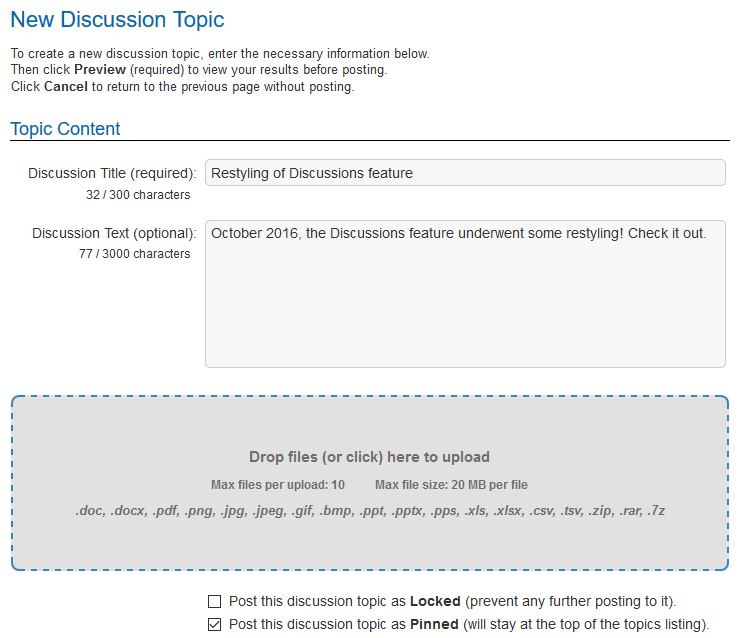 New Discussion Topic
To create a new discussion topic, enter the necessary information below.
Then click Preview (required) to view your results before posting.
Click Cancel to return to the previous page without posting.
Topic Content
Discussion Title (required): Restyling of Discussions feature
32 / 300 characters
Discussion Text (optional): October 2016, the Discussions feature underwent some restyling! Check it out.
77 / 3000 characters
Drop files (or click) here to upload
Max files per upload: 10 Max file size: 20 MB per file
.doc, .docx, .pdf, .png, .jpg, .jpeg, .gif, .bmp, .ppt, .pptx, .pps, .xls, .xlsx, .csv, .tsv, .zip, .rar, .7z
Post this discussion topic as Locked (prevent any further posting to it).
Post this discussion topic as Pinned (will stay at the top of the topics listing).